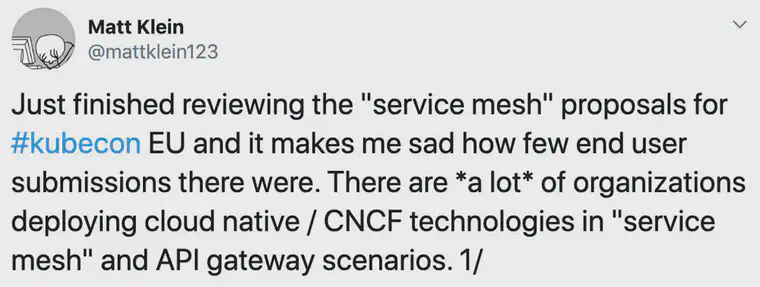 Matt Klein
@mattklein123
Just finished reviewing the "service mesh" proposals for
#kubecon EU and it makes me sad how few end user
submissions there were. There are *a lot* of organizations
deploying cloud native / CNCF technologies in "service
mesh" and API gateway scenarios. 1/